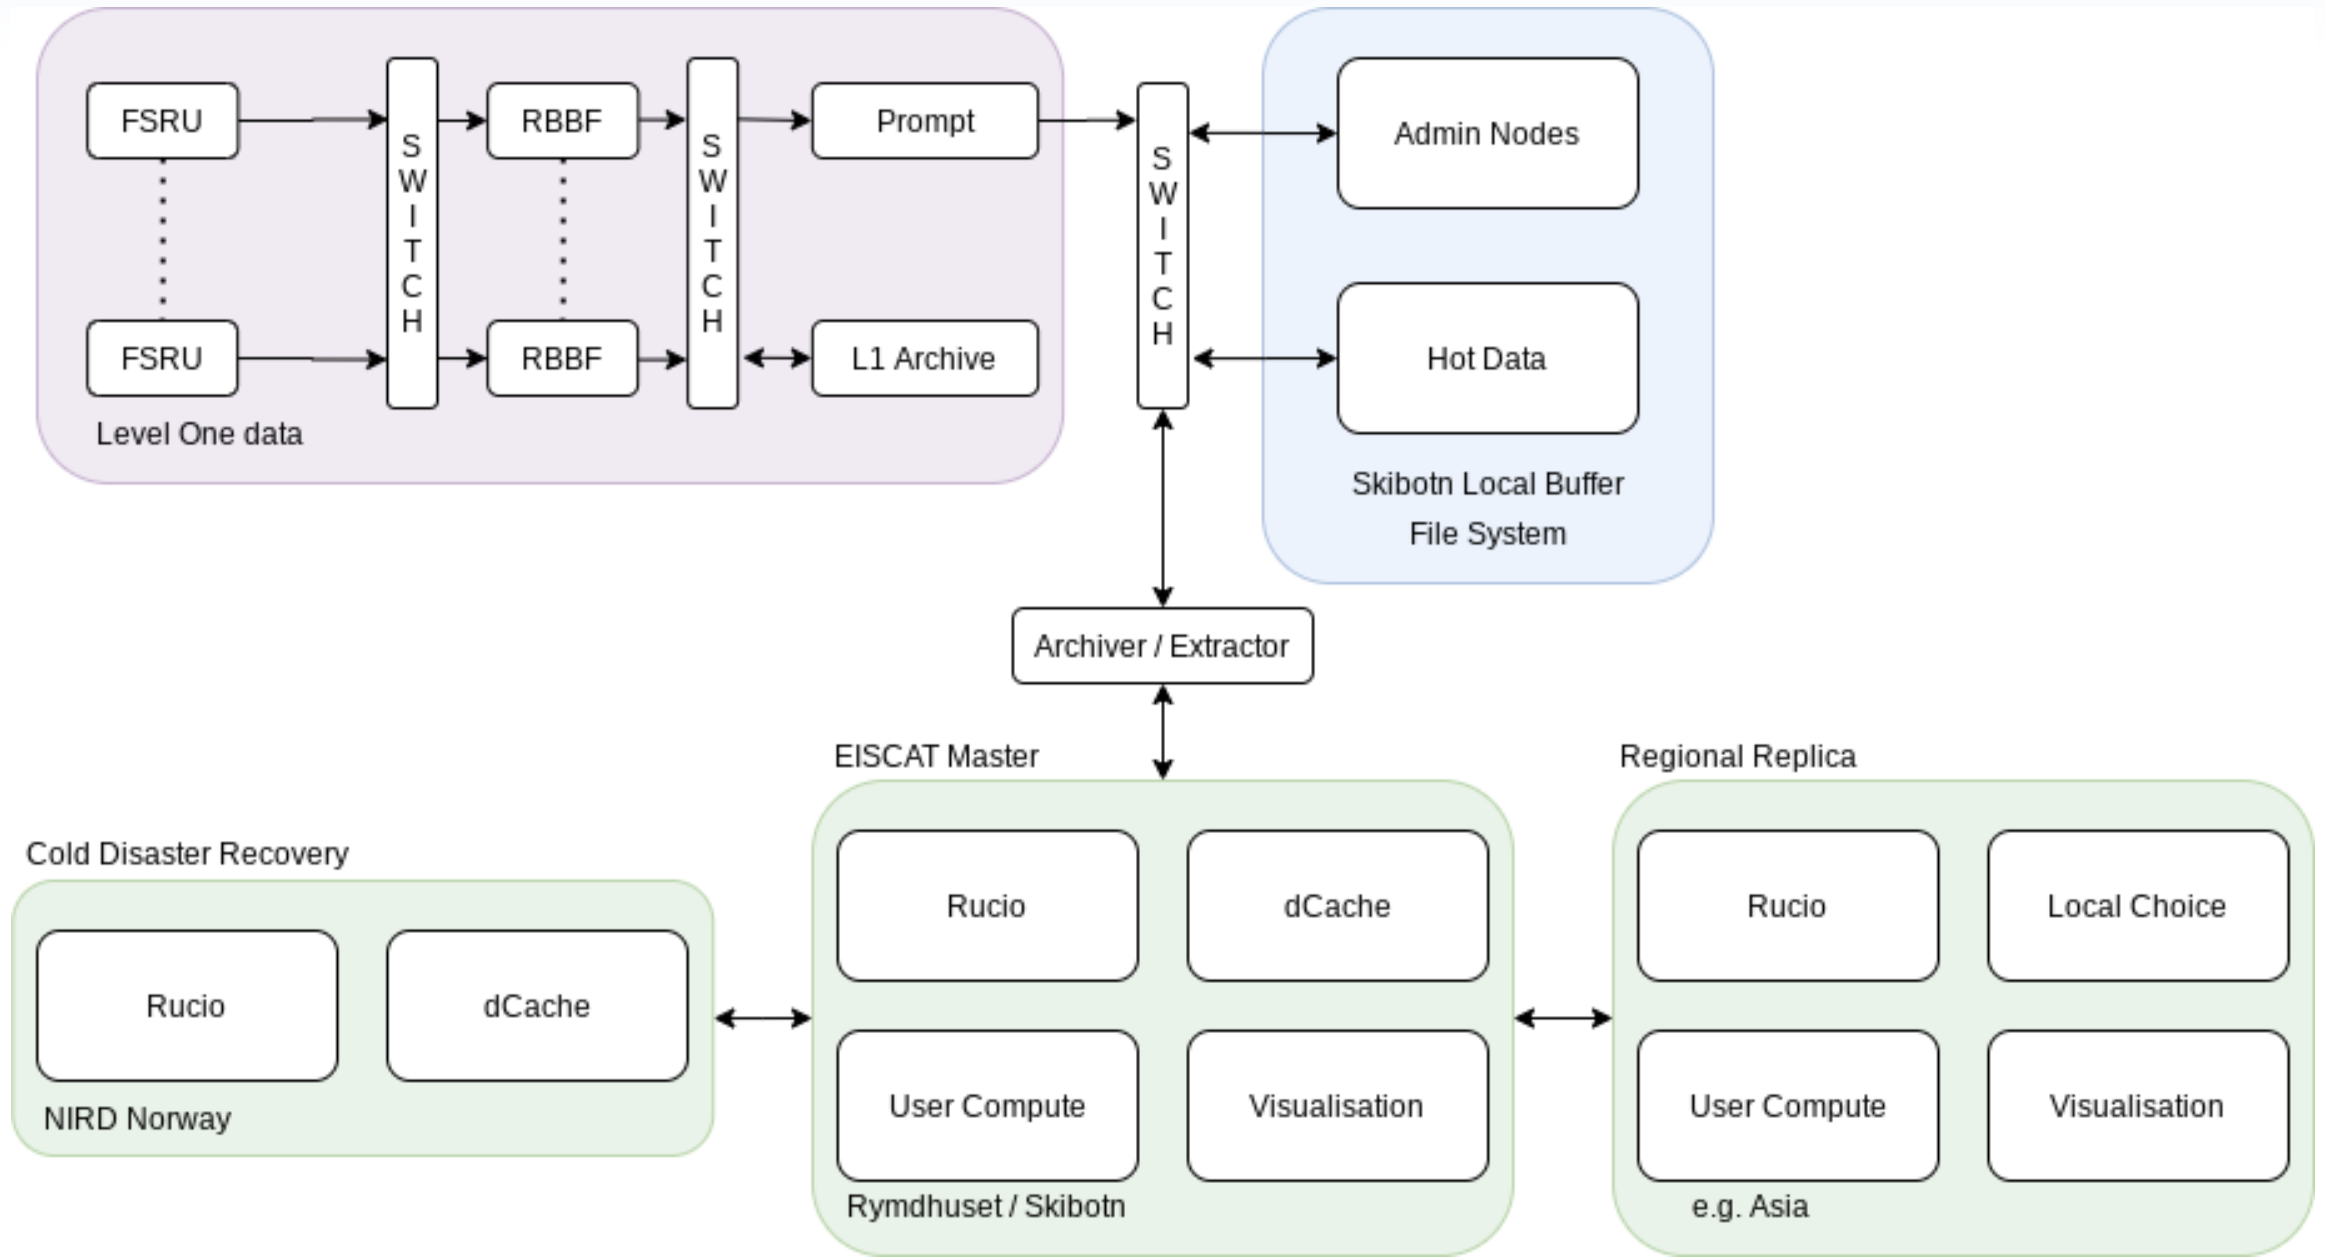 FSRU
SWITCH
RBBF
SWITCH
Prompt
SWITCH
Admin Nodes
FSRU
RBBF
L1 Archive
Hot Data
Level One data
Skibotn Local Buffer
File System
Archiver / Extractor
EISCAT Master
Regional Replica
Cold Disaster Recovery
Rucio
dCache
NIRD Norway
Rucio
dCache
User Compute
Visualisation
Rymdhuset / Skibotn
Rucio
Local Choice
User Compute
Visualisation
e.g. Asia